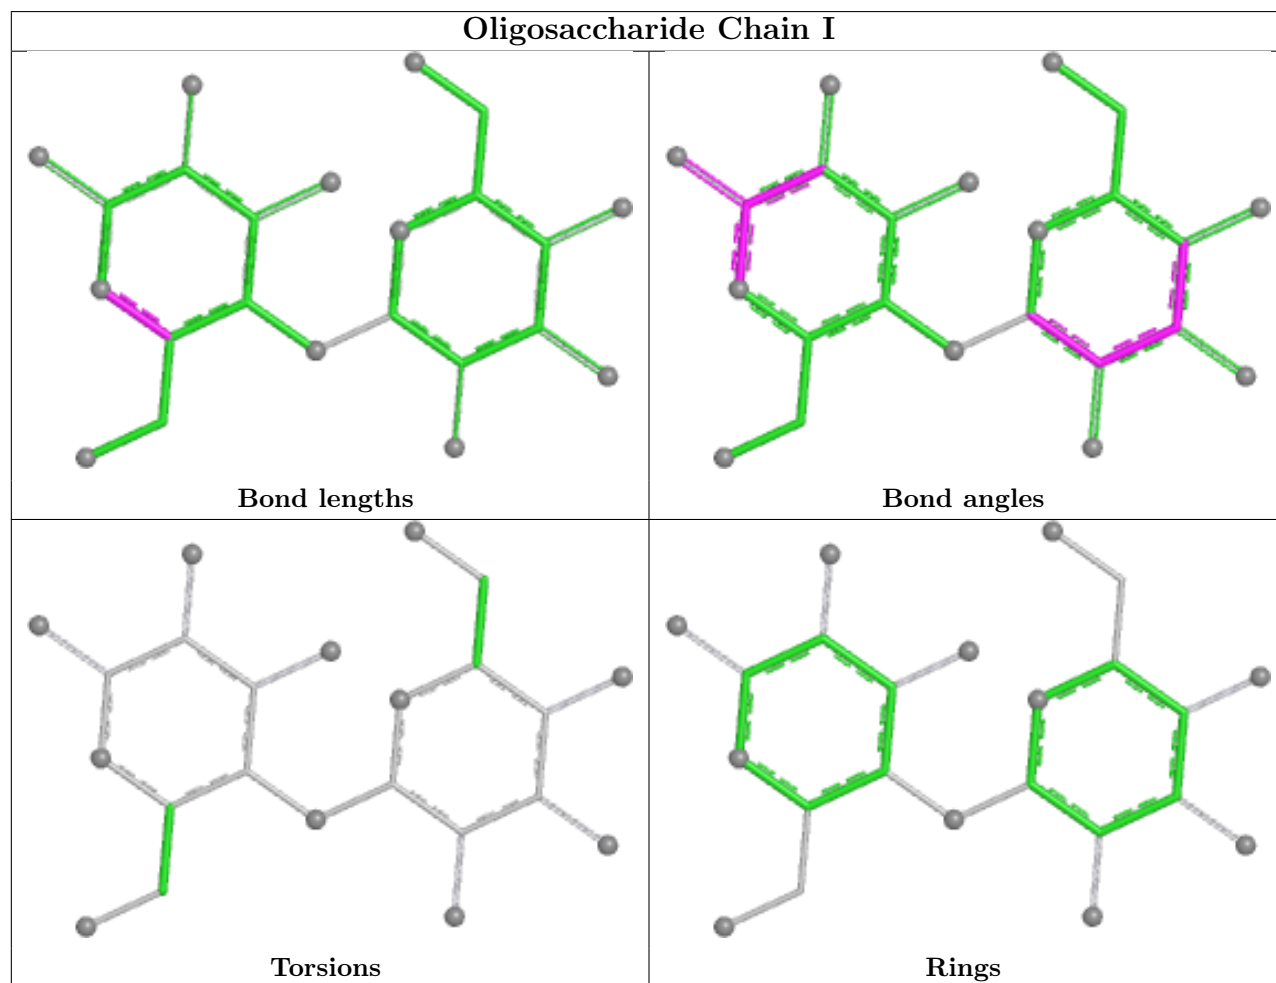 Oligosaccharide Chain I
Bond lengths
Bond angles
Torsions
Rings